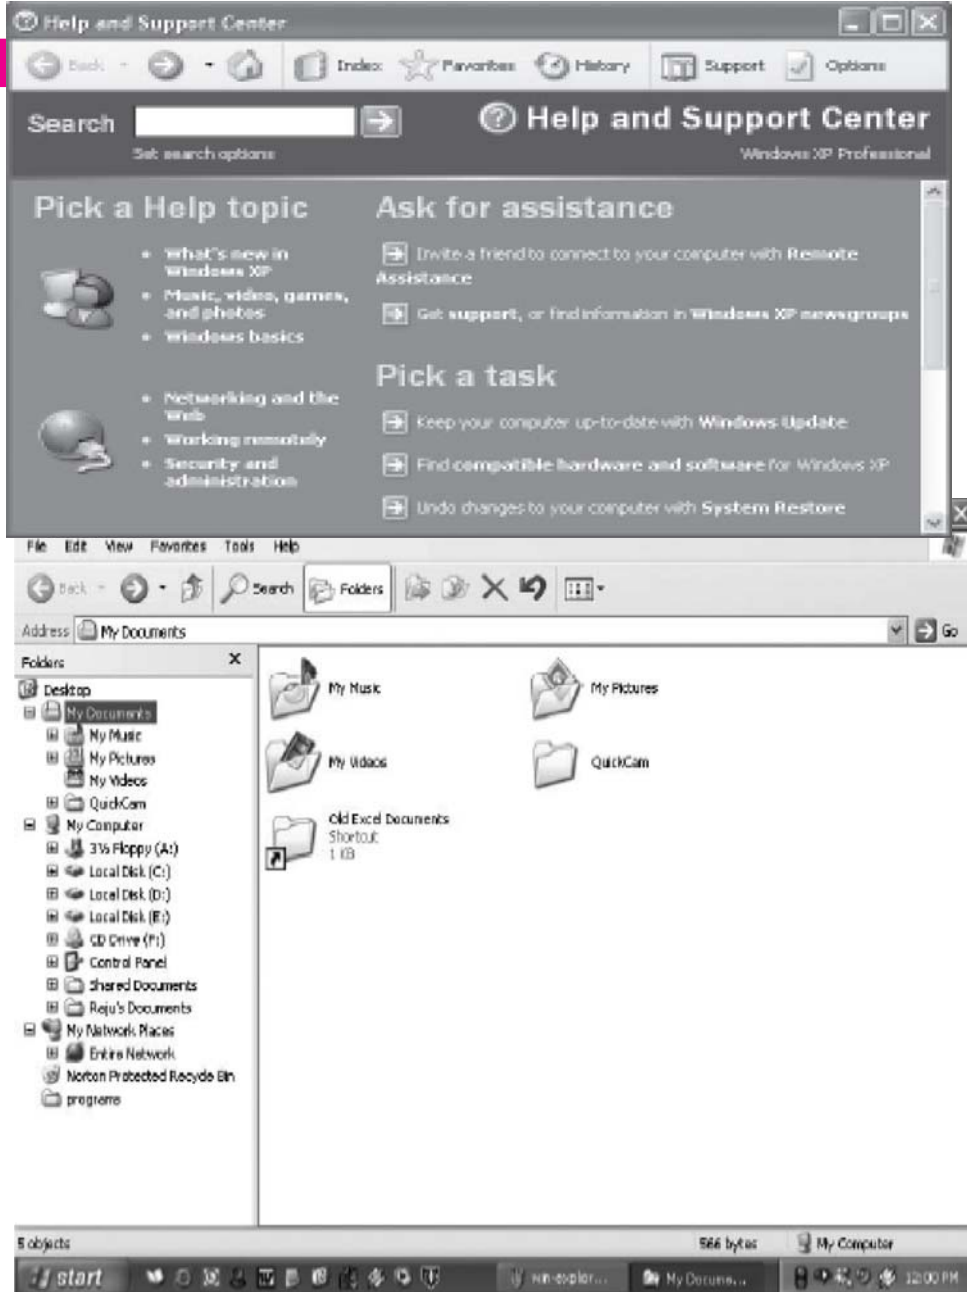 Help and Support Center
Back Index Favorites History Support Options
Search
Set search options
Help and Support Center
Windows XP Professional
Pick a Help topic
What's new in
Windows XP
Music, video, games,
and photos
Windows basics
Networking and the
Web
Working remotely
Security and
administration
Ask for assistance
Invite a friend to connect to your computer with Remote
Assistance
Get support, or find information in Windows XP newsgroups
Pick a task
Keep your computer up-to-date with Windows Update
Find compatible hardware and software for Windows XP
Undo changes to your computer with System Restore
File Edit View Favorites Tools Help
Back Search Folders
Address My Documents Go
Folders
Desktop
My Documents
My Music
My Pictures
My Videos
QuickCam
My Computer
3½ Floppy (A:)
Local Disk (C:)
Local Disk (D:)
Local Disk (E:)
CD Drive (F:)
Control Panel
Shared Documents
Raju's Documents
My Network Places
Entire Network
Norton Protected Recycle Bin
programs
My Music
My Pictures
My Videos
QuickCam
Old Excel Documents
Shortcut
1 KB
5 objects 566 bytes My Computer
start win-explor... My Docume... 12:00 PM